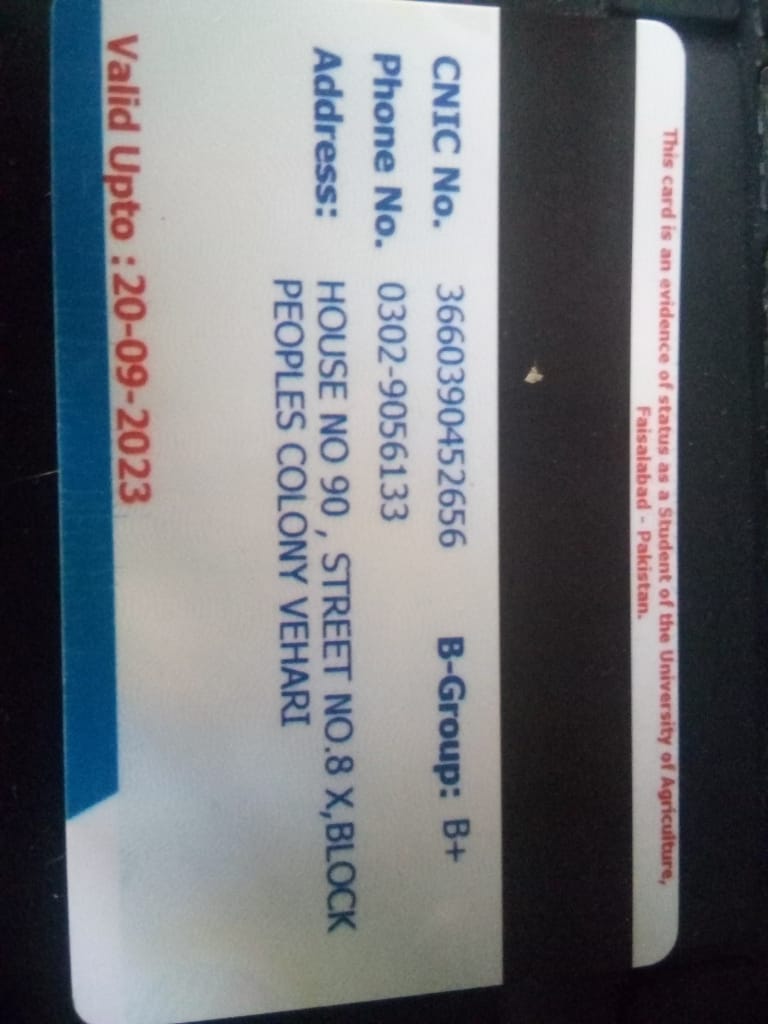 This card is an evidence of status as a Student of the University of Agriculture,
Faisalabad - Pakistan.
CNIC No. 3660390452656 B-Group: B+
Phone No. 0302-9056133
Address: HOUSE NO 90 , STREET NO.8 X,BLOCK
PEOPLES COLONY VEHARI
Valid Upto : 20-09-2023